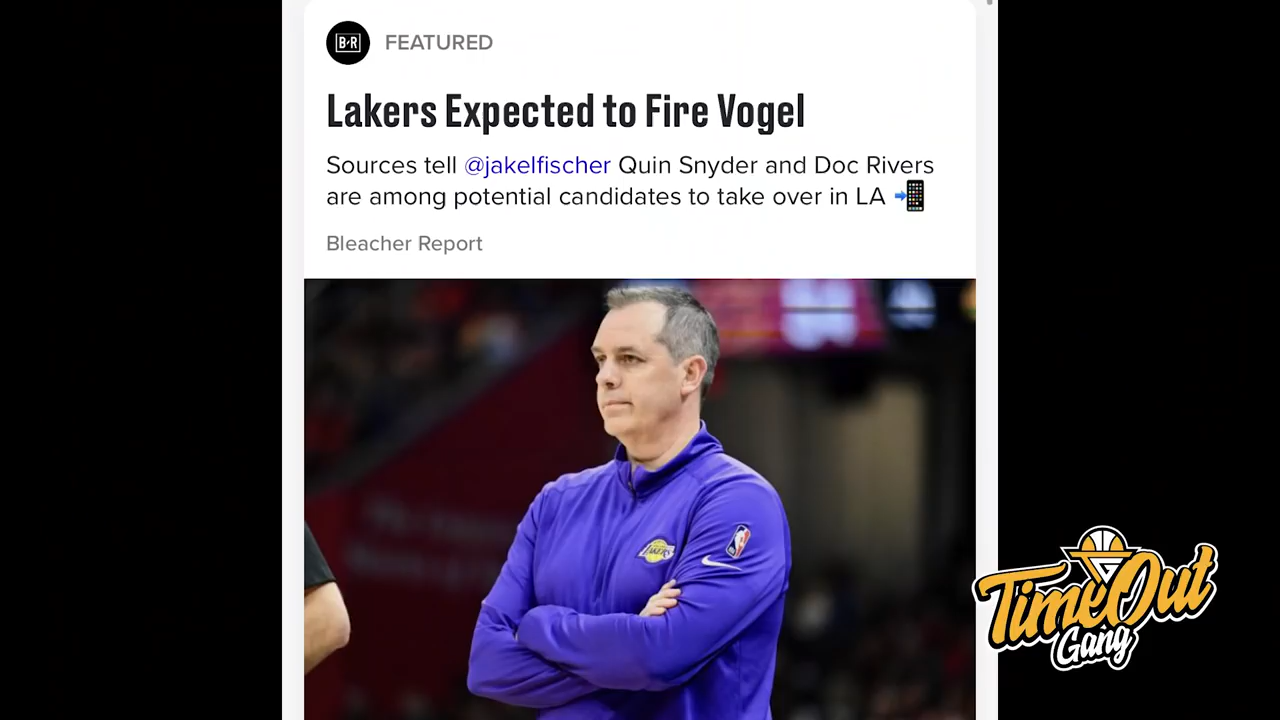 B/R FEATURED
Lakers Expected to Fire Vogel
Sources tell @jakelfischer Quin Snyder and Doc Rivers
are among potential candidates to take over in LA 📲
Bleacher Report
LAKERS
TimeOut
Gang